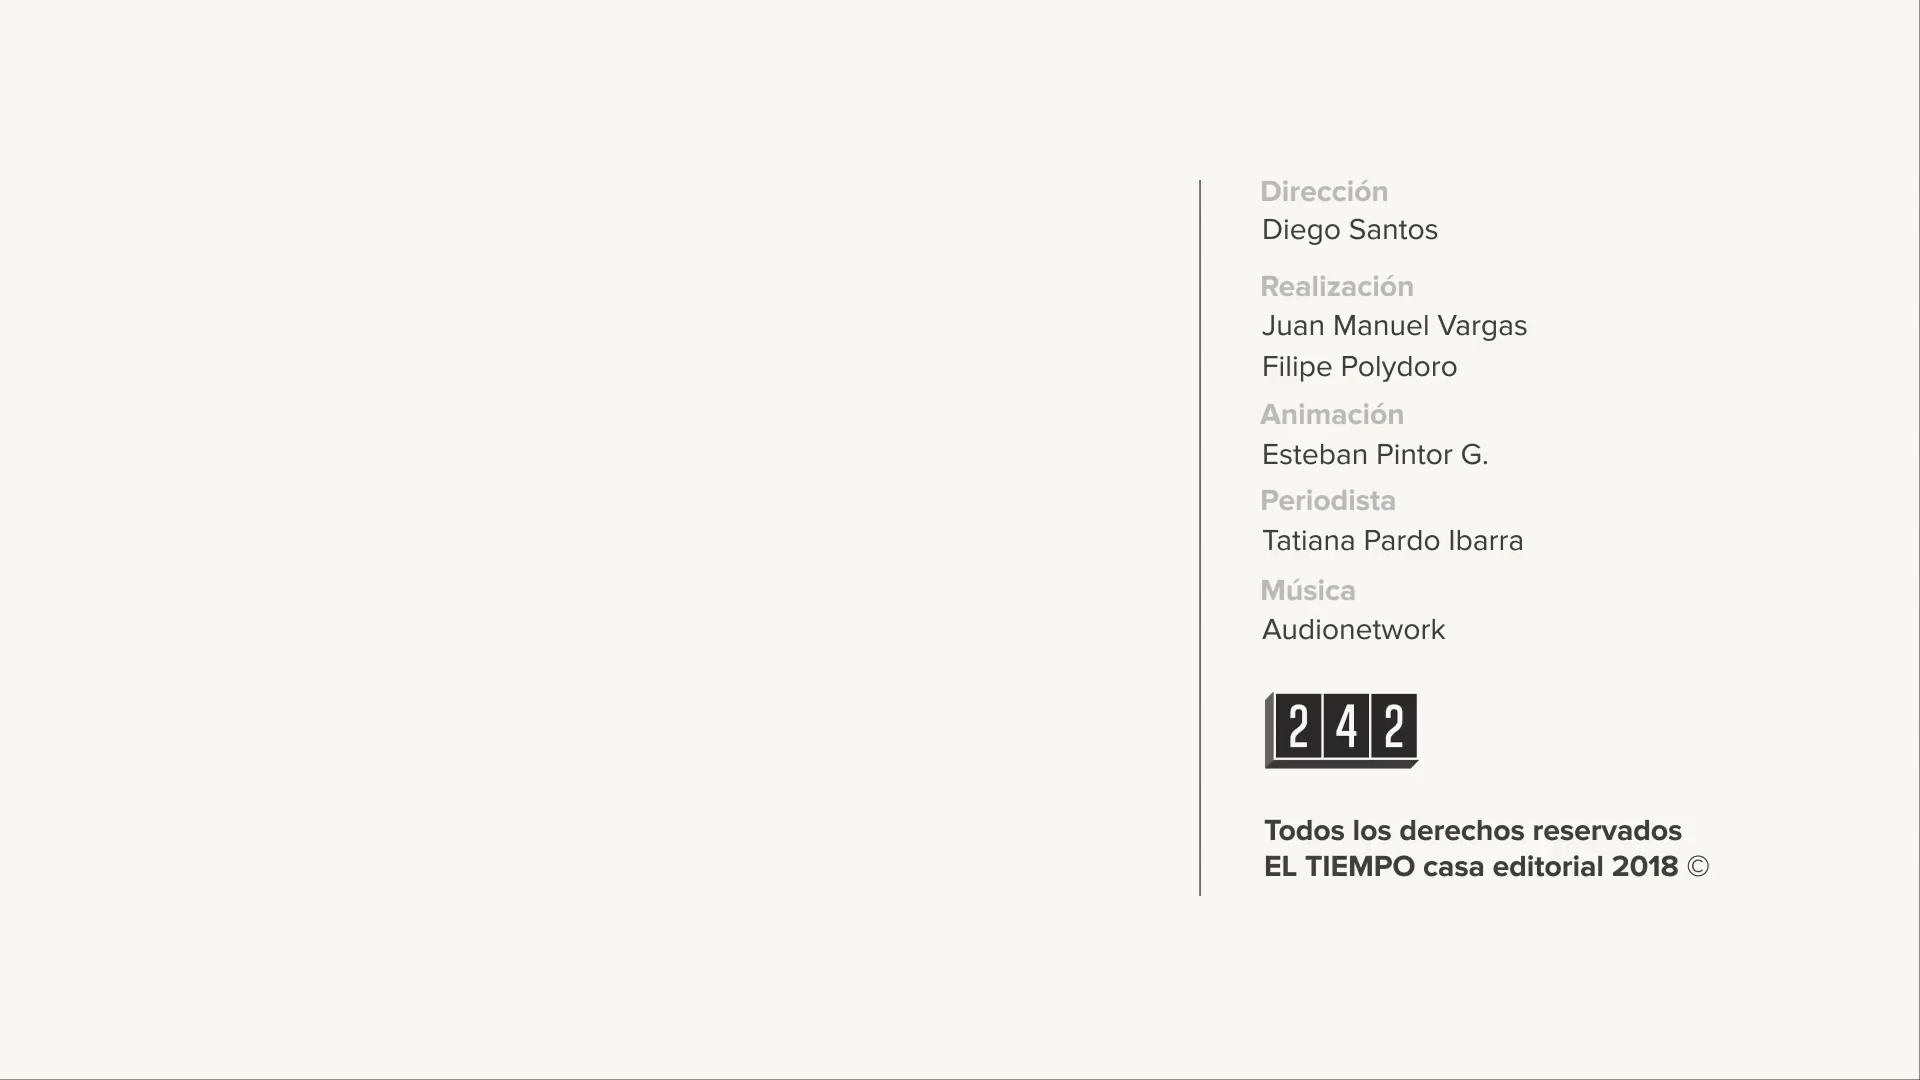 Dirección
Diego Santos
Realización
Juan Manuel Vargas
Filipe Polydoro
Animación
Esteban Pintor G.
Periodista
Tatiana Pardo Ibarra
Música
Audionetwork
242
Todos los derechos reservados
EL TIEMPO casa editorial 2018 ©